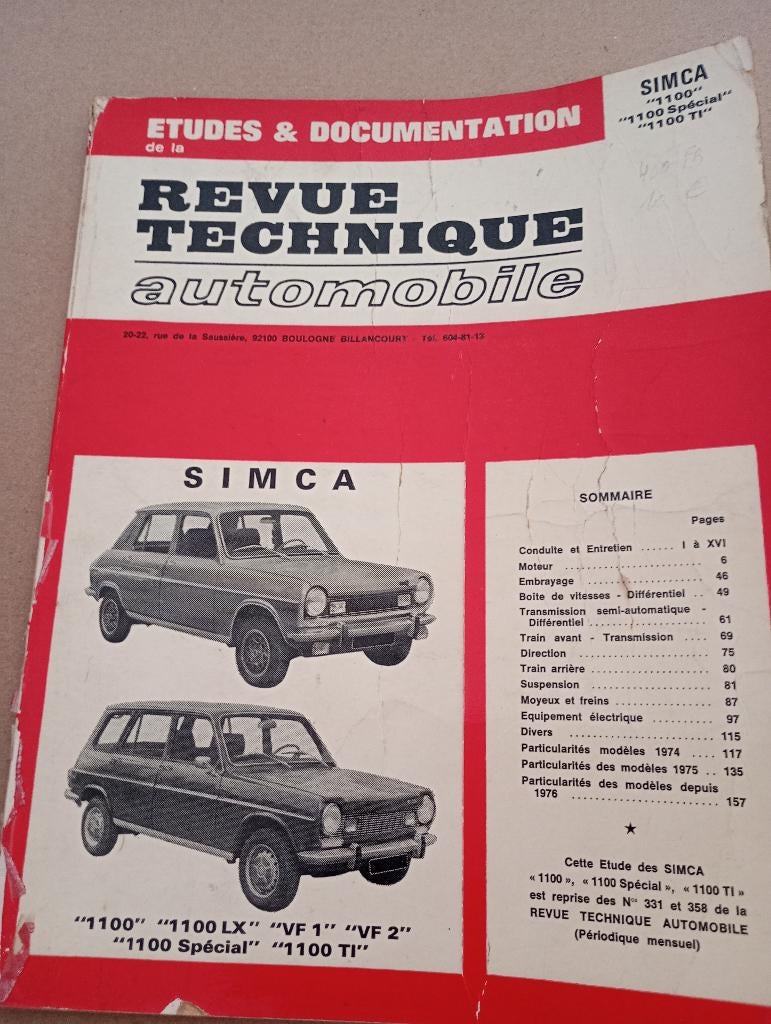 SIMCA
"1100"
"1100 Spécial"
"1100 TI"
ETUDES & DOCUMENTATION
de la
REVUE
TECHNIQUE
automobile
20-22, rue de la Saussière, 92100 BOULOGNE BILLANCOURT - Tél. 604-81-13
SIMCA
"1100" "1100 LX" "VF 1" "VF 2"
"1100 Spécial" "1100 TI"
SOMMAIRE
Pages
Conduite et Entretien ...... I à XVI
Moteur ...................... 6
Embrayage .................. 46
Boite de vitesses - Différentiel .. 49
Transmission semi-automatique -
Différentiel .................... 61
Train avant - Transmission .... 69
Direction .................... 75
Train arrière .................. 80
Suspension .................... 81
Moyeux et freins .............. 87
Equipement électrique .......... 97
Divers ........................ 115
Particularités modèles 1974 .... 117
Particularités des modèles 1975 .. 135
Particularités des modèles depuis
1976 ........................ 157
Cette Etude des SIMCA
« 1100 », « 1100 Spécial », « 1100 TI »
est reprise des Nos 331 et 358 de la
REVUE TECHNIQUE AUTOMOBILE
(Périodique mensuel)